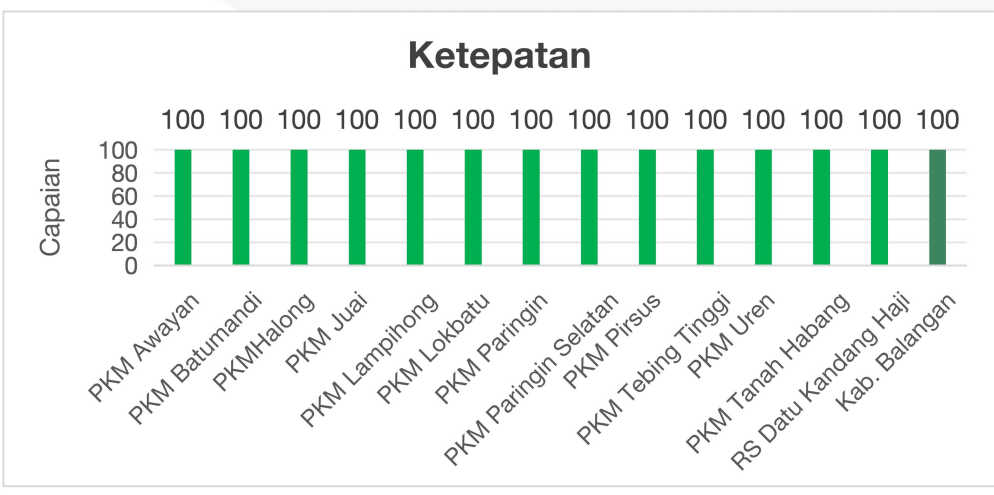 Ketepatan
100 100 100 100 100 100 100 100 100 100 100 100 100 100
Capaian
100
80
60
40
20
0
PKM Awayan
PKM Batumandi
PKMHalong
PKM Juai
PKM Lampihong
PKM Lokbatu
PKM Paringin
PKM Paringin Selatan
PKM Pirsus
PKM Tebing Tinggi
PKM Uren
PKM Tanah Habang
RS Datu Kandang Haji
Kab. Balangan